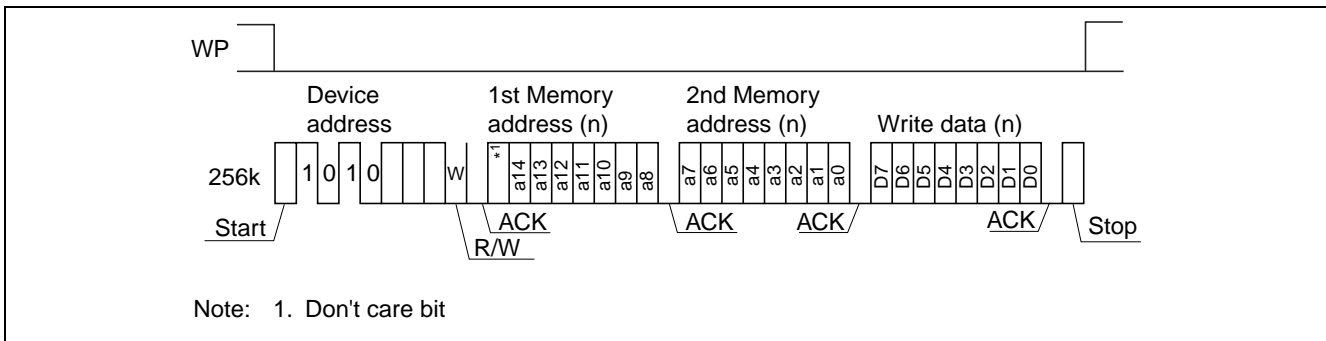 WP
Device address
1st Memory address (n)
2nd Memory address (n)
Write data (n)
256k
1 0 1 0
W
*1 a14 a13 a12 a11 a10 a9 a8
a7 a6 a5 a4 a3 a2 a1 a0
D7 D6 D5 D4 D3 D2 D1 D0
Start
ACK
ACK
ACK
ACK
Stop
R/W
Note: 1. Don't care bit